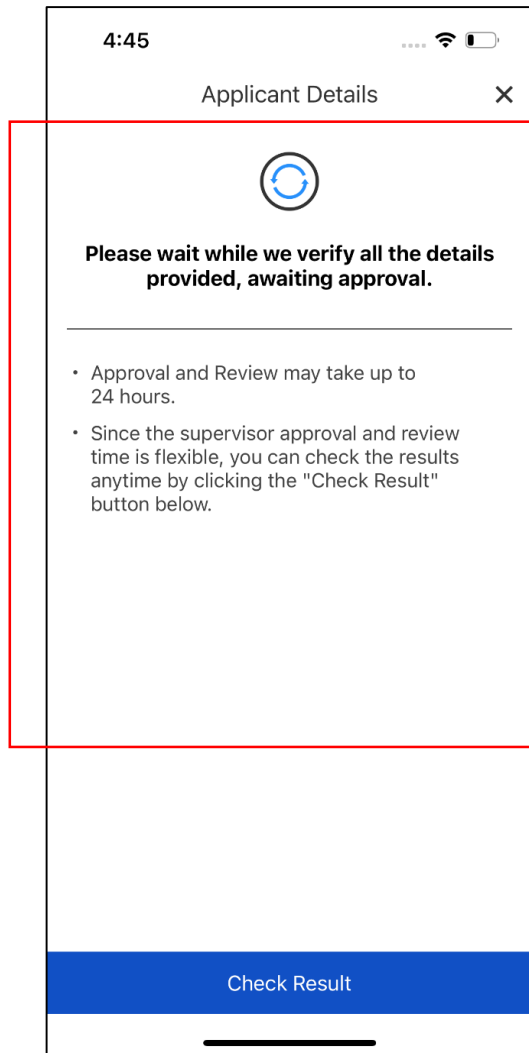 4:45
Applicant Details
Please wait while we verify all the details
provided, awaiting approval.
• Approval and Review may take up to
24 hours.
• Since the supervisor approval and review
time is flexible, you can check the results
anytime by clicking the "Check Result"
button below.
Check Result